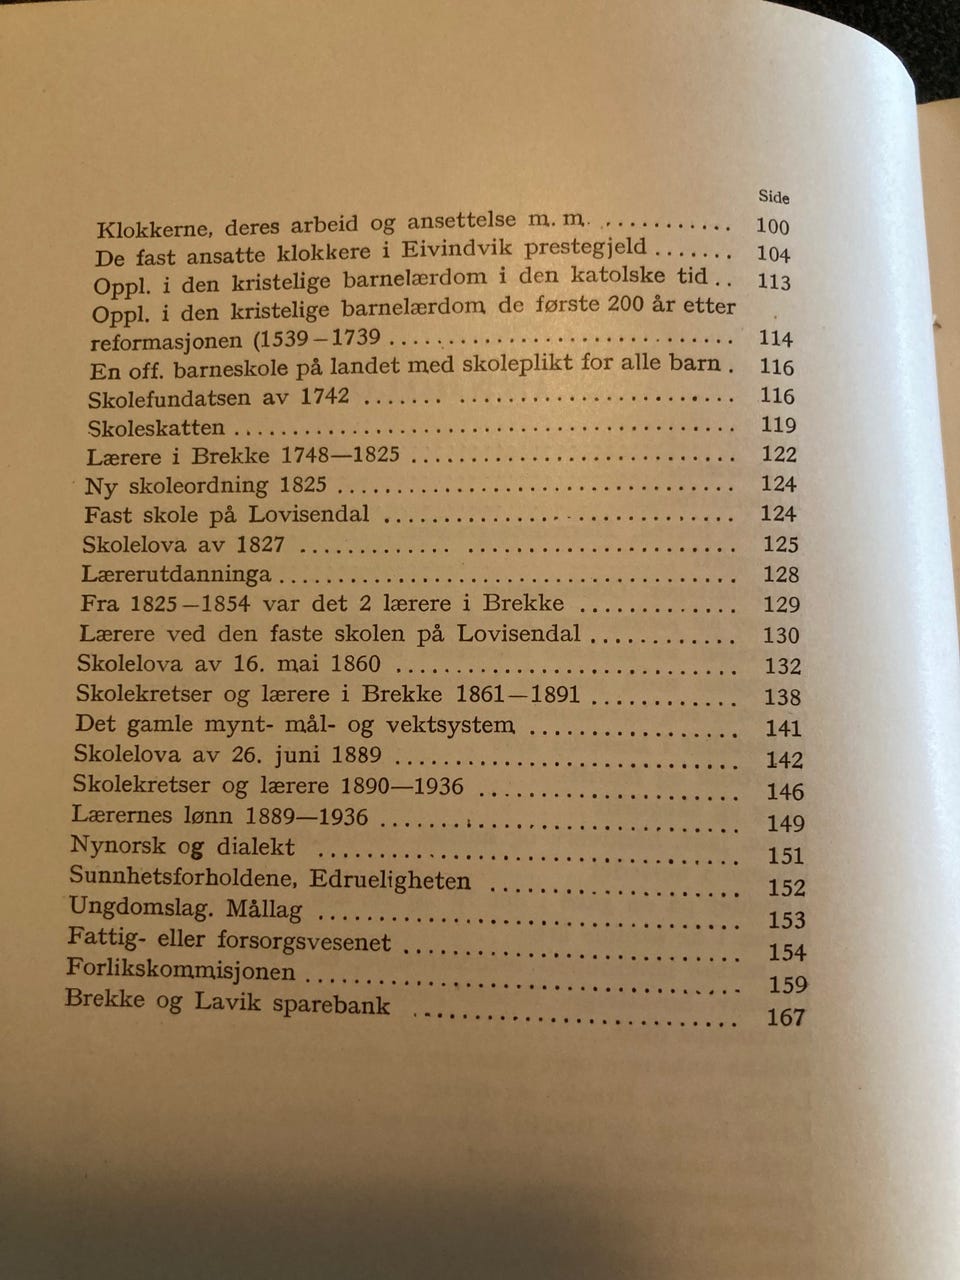 Side
Klokkerne, deres arbeid og ansettelse m. m. ........... 100
De fast ansatte klokkere i Eivindvik prestegjeld ....... 104
Oppl. i den kristelige barnelærdom i den katolske tid .. 113
Oppl. i den kristelige barnelærdom de første 200 år etter
reformasjonen (1539–1739 .............................. 114
En off. barneskole på landet med skoleplikt for alle barn . 116
Skolefundatsen av 1742 ....... ........................ 116
Skoleskatten .......................................... 119
Lærere i Brekke 1748—1825 ............................ 122
Ny skoleordning 1825 .................................. 124
Fast skole på Lovisendal .............................. 124
Skolelova av 1827 ............. ....................... 125
Lærerutdanninga ....................................... 128
Fra 1825–1854 var det 2 lærere i Brekke ............. 129
Lærere ved den faste skolen på Lovisendal ............. 130
Skolelova av 16. mai 1860 ............................. 132
Skolekretser og lærere i Brekke 1861—1891 ............. 138
Det gamle mynt- mål- og vektsystem .................. 141
Skolelova av 26. juni 1889 ............................. 142
Skolekretser og lærere 1890—1936 ...................... 146
Lærernes lønn 1889—1936 ............................... 149
Nynorsk og dialekt .................................... 151
Sunnhetsforholdene, Edrueligheten ..................... 152
Ungdomslag. Mållag .................................... 153
Fattig- eller forsorgsvesenet ............................. 154
Forlikskommisjonen .................................... 159
Brekke og Lavik sparebank ............................ 167